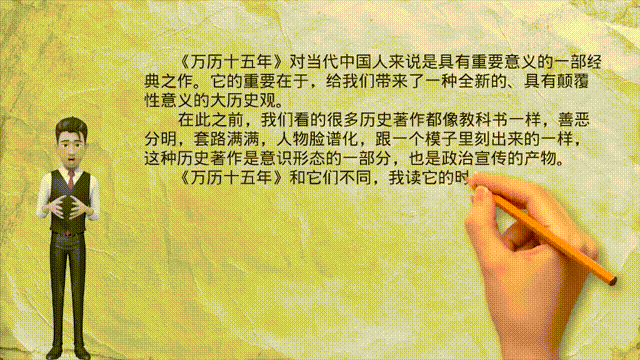 《万历十五年》对当代中国人来说是具有重要意义的一部经
典之作。它的重要在于，给我们带来了一种全新的、具有颠覆
性意义的大历史观。
在此之前，我们看的很多历史著作都像教科书一样，善恶
分明，套路满满，人物脸谱化，跟一个模子里刻出来的一样，
这种历史著作是意识形态的一部分，也是政治宣传的产物。
《万历十五年》和它们不同，我读它的时